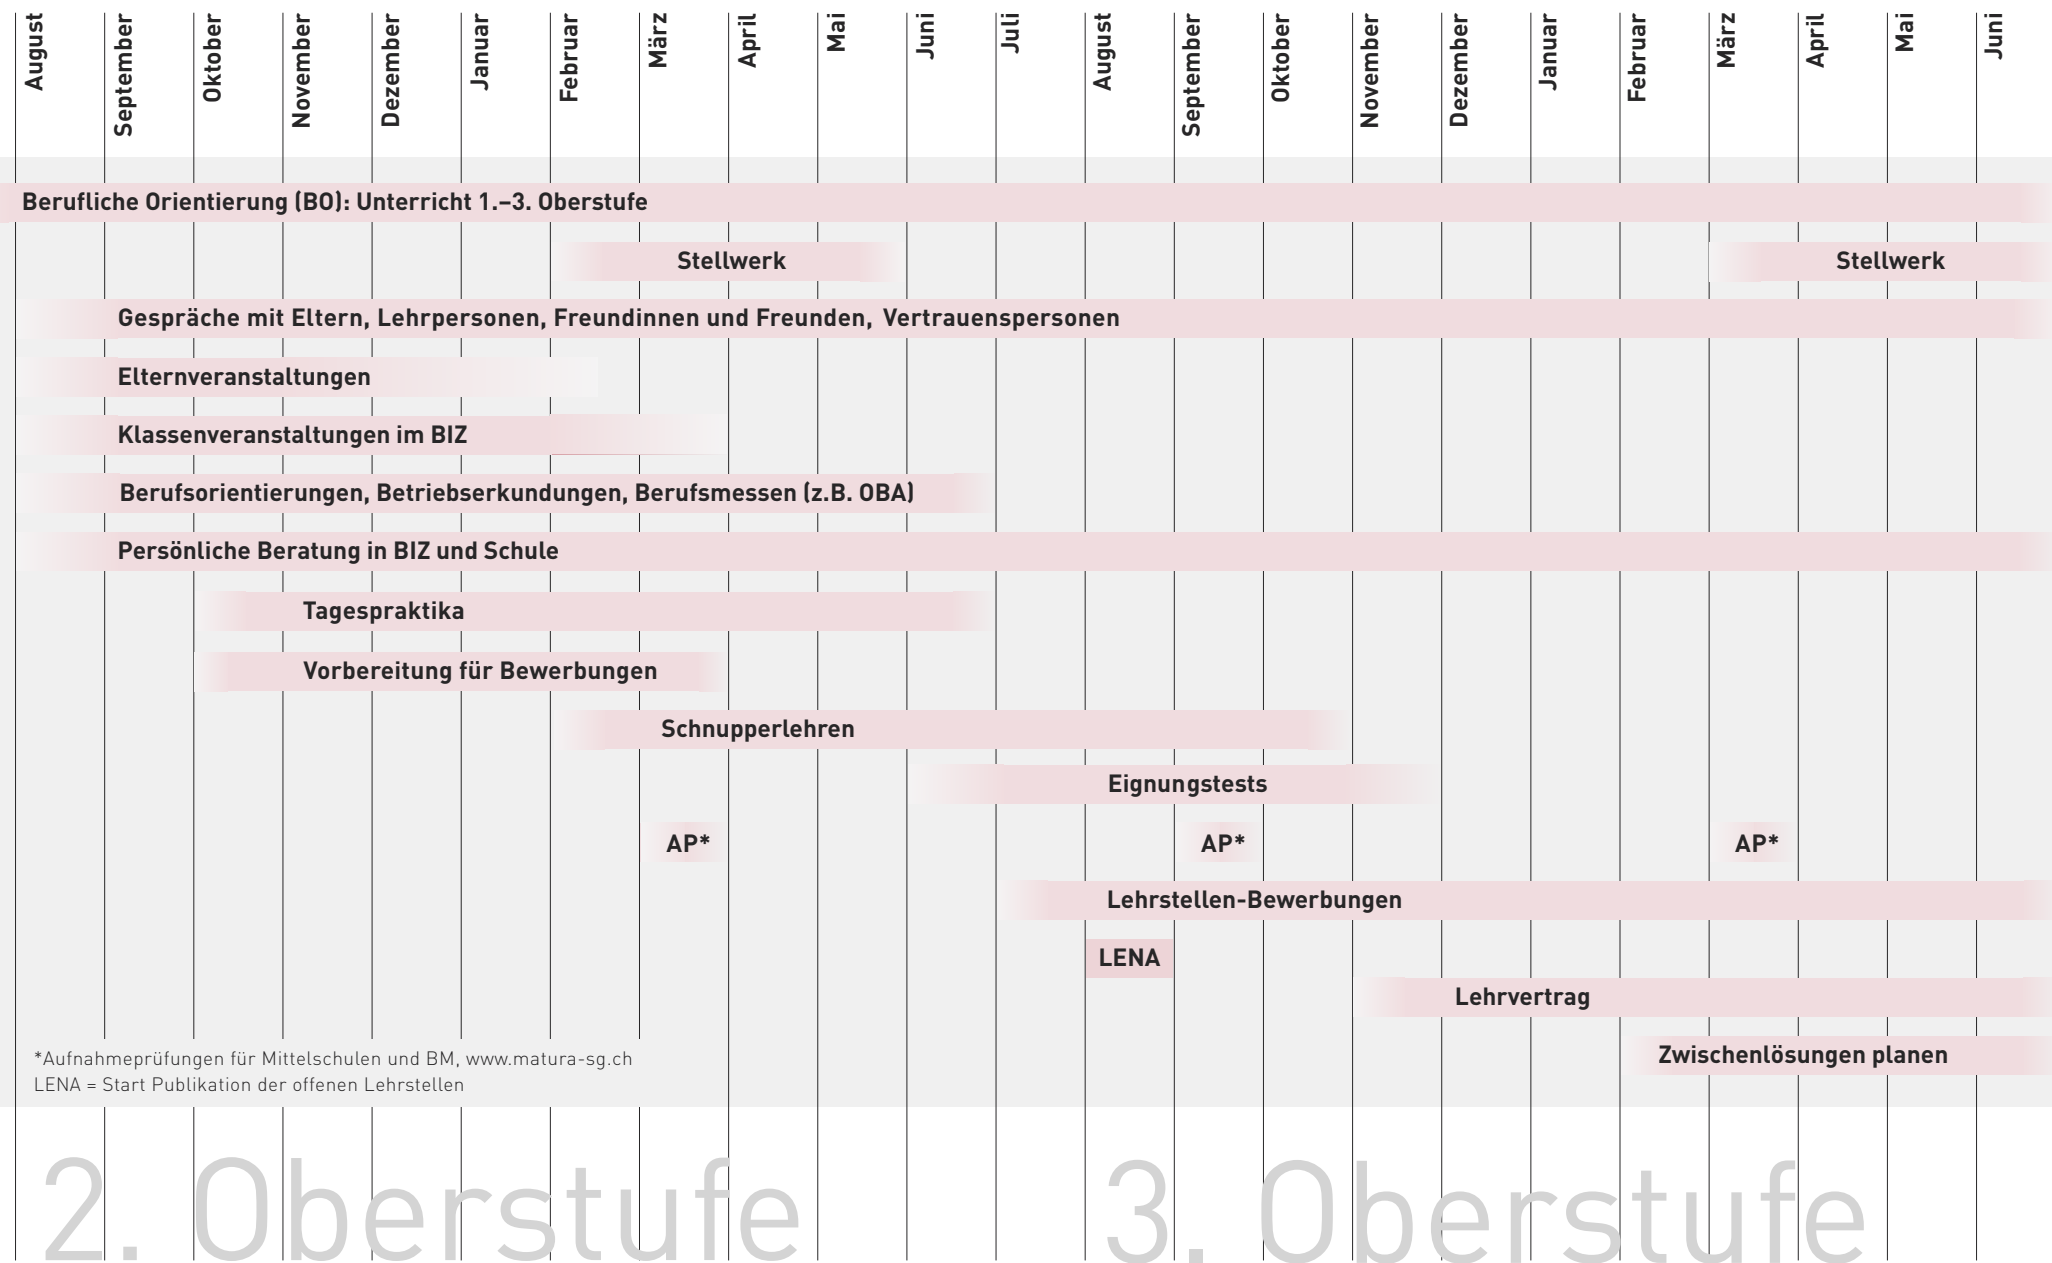 August
September
Oktober
November
Dezember
Januar
Februar
März
April
Mai
Juni
Juli
August
September
Oktober
November
Dezember
Januar
Februar
März
April
Mai
Juni
Berufliche Orientierung (BO): Unterricht 1.–3. Oberstufe
Stellwerk
Stellwerk
Gespräche mit Eltern, Lehrpersonen, Freundinnen und Freunden, Vertrauenspersonen
Elternveranstaltungen
Klassenveranstaltungen im BIZ
Berufsorientierungen, Betriebserkundungen, Berufsmessen (z.B. OBA)
Persönliche Beratung in BIZ und Schule
Tagespraktika
Vorbereitung für Bewerbungen
Schnupperlehren
Eignungstests
AP*
AP*
AP*
Lehrstellen-Bewerbungen
LENA
Lehrvertrag
Zwischenlösungen planen
*Aufnahmeprüfungen für Mittelschulen und BM, www.matura-sg.ch
LENA = Start Publikation der offenen Lehrstellen
2. Oberstufe
3. Oberstufe